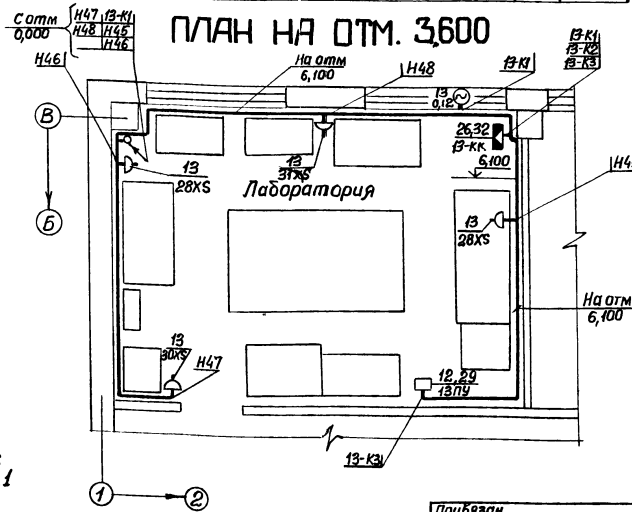 ПЛАН НА ОТМ. 3,600
С отм
0,000
Н47 13-К1
Н48 Н45
Н46
Н46
На отм
6,100
Н48
13
0,12
13-К1
13-К1
13-К2
13-К3
В
Б
26,32
13-КК
6,100
13
28XS
13
31XS
Лаборатория
13
28XS
На отм
6,100
13
30XS
Н47
12,29
13ПУ
13-К3
1
1
2
Привязан